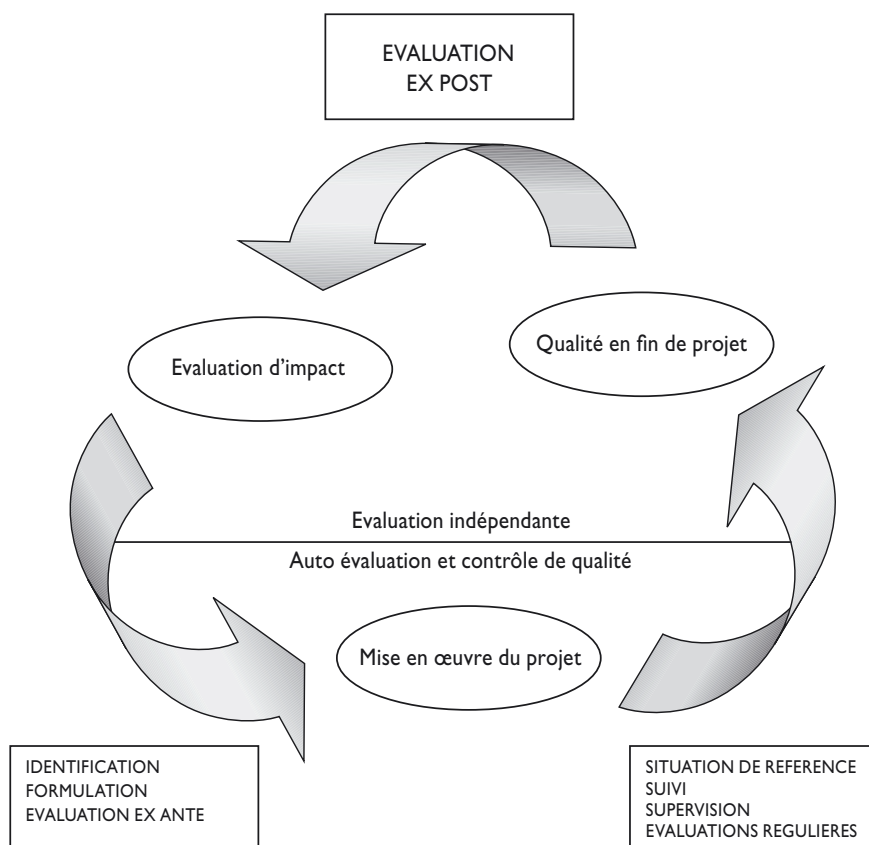 EVALUATION
EX POST
Evaluation d'impact
Qualité en fin de projet
Evaluation indépendante
Auto évaluation et contrôle de qualité
Mise en œuvre du projet
IDENTIFICATION
FORMULATION
EVALUATION EX ANTE
SITUATION DE REFERENCE
SUIVI
SUPERVISION
EVALUATIONS REGULIERES